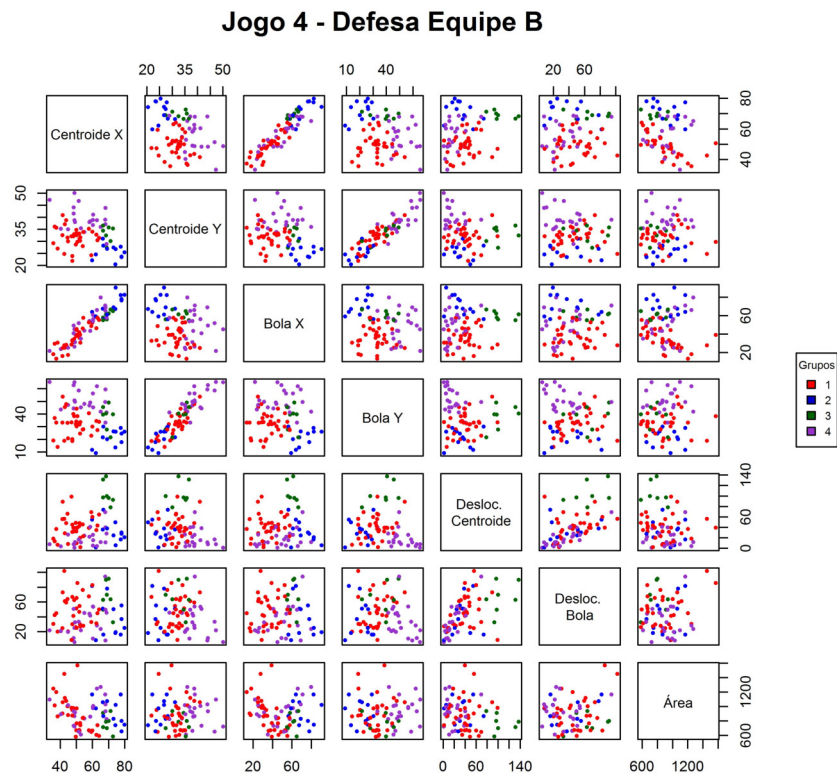 Jogo 4 - Defesa Equipe B
20 35 50
10 40
20 60
Centroide X
40 60 80
20 35 50
Centroide Y
Bola X
20 60
10 40
Bola Y
Grupos
1
2
3
4
Desloc.
Centroide
0 60 140
20 60
Desloc.
Bola
Área
600 1200
40 60 80
20 60
0 60 140
600 1200